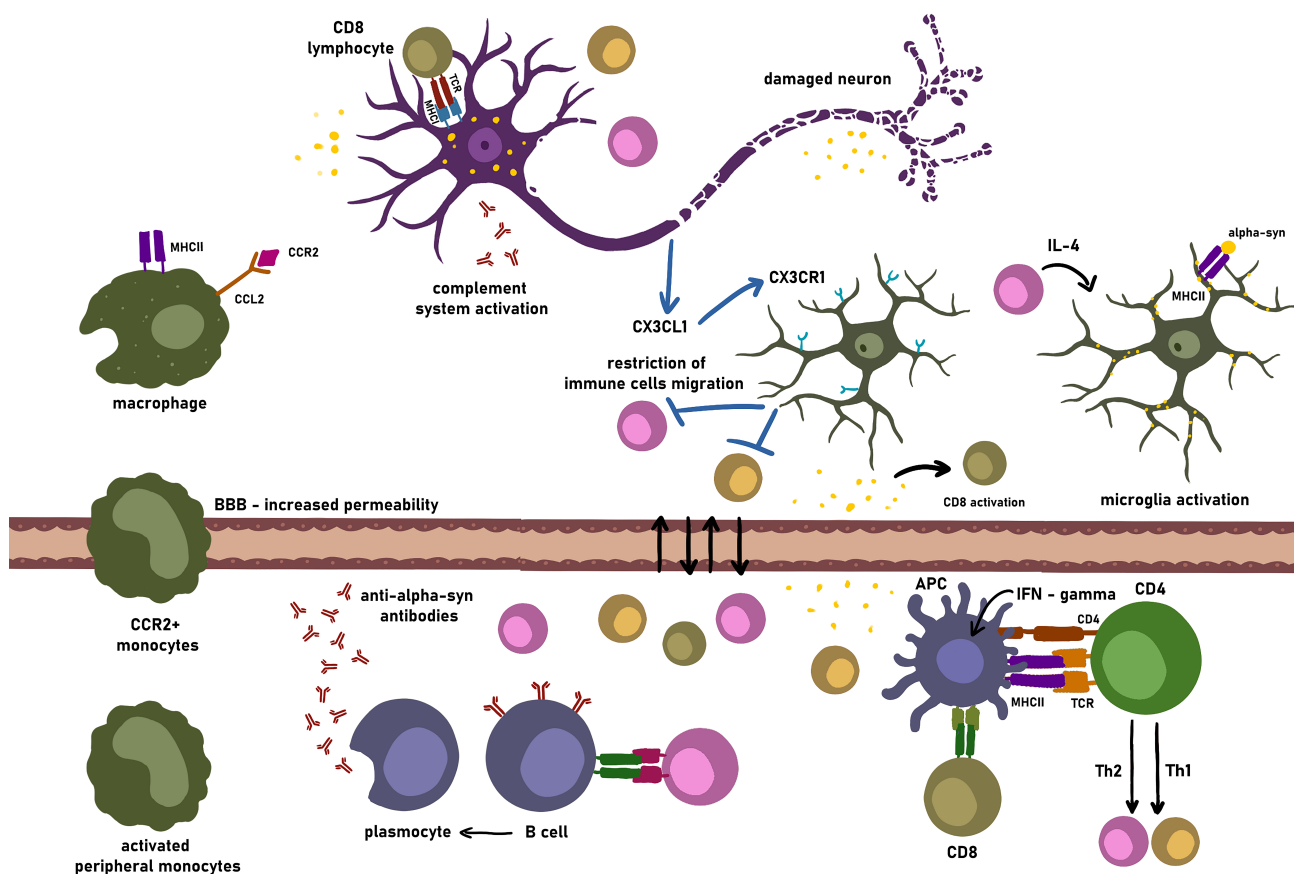 CD8
lymphocyte
TCR
MHCI
damaged neuron
MHCII
CCR2
CCL2
macrophage
complement
system activation
CX3CR1
CX3CL1
restriction of
immune cells migration
IL-4
alpha-syn
MHCII
microglia activation
CD8 activation
BBB - increased permeability
CCR2+
monocytes
anti-alpha-syn
antibodies
APC
IFN - gamma
CD4
CD4
MHCII
TCR
Th2
Th1
CD8
plasmocyte
B cell
activated
peripheral monocytes